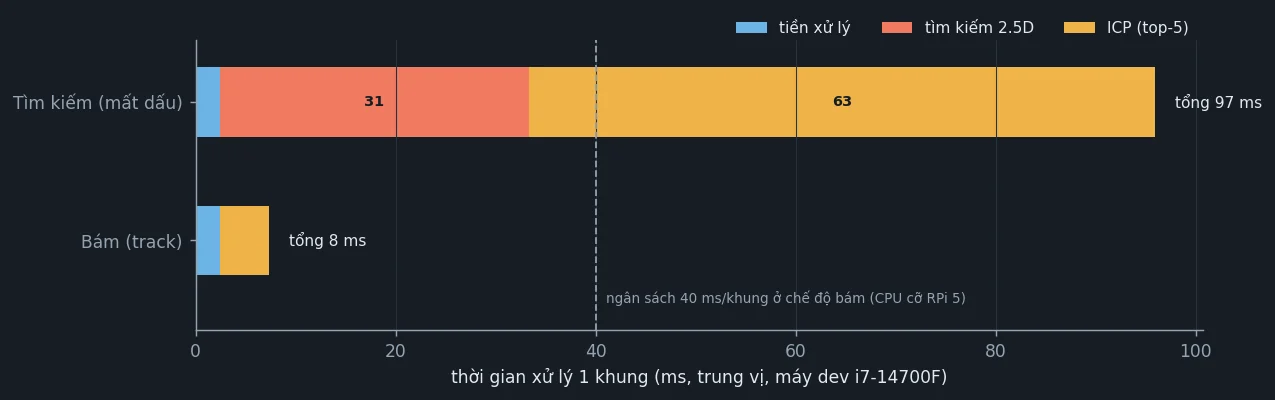 tiền xử lý
tìm kiếm 2.5D
ICP (top-5)
Tìm kiếm (mất dấu)
31
63
tổng 97 ms
Bám (track)
tổng 8 ms
ngân sách 40 ms/khung ở chế độ bám (CPU cỡ RPi 5)
0 20 40 60 80 100
thời gian xử lý 1 khung (ms, trung vị, máy dev i7-14700F)